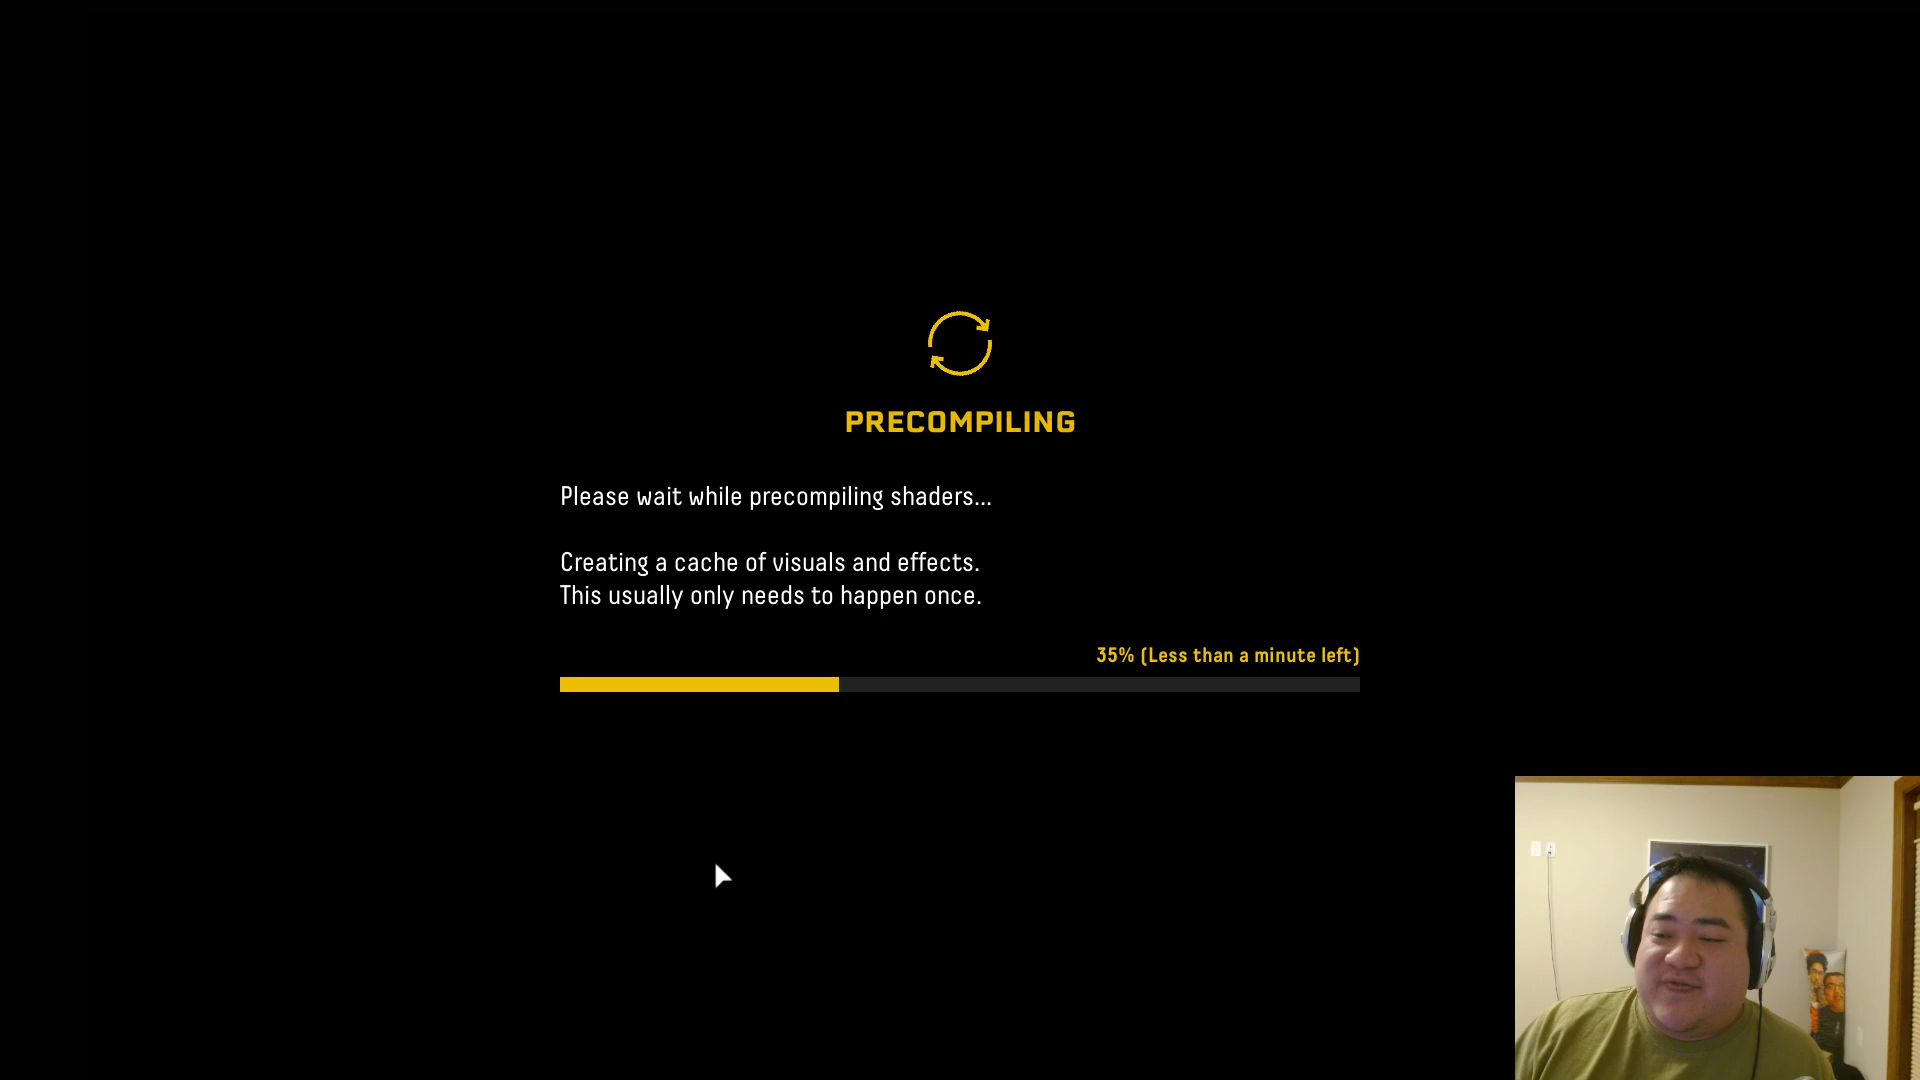 PRECOMPILING
Please wait while precompiling shaders...
Creating a cache of visuals and effects.
This usually only needs to happen once.
35% (Less than a minute left)